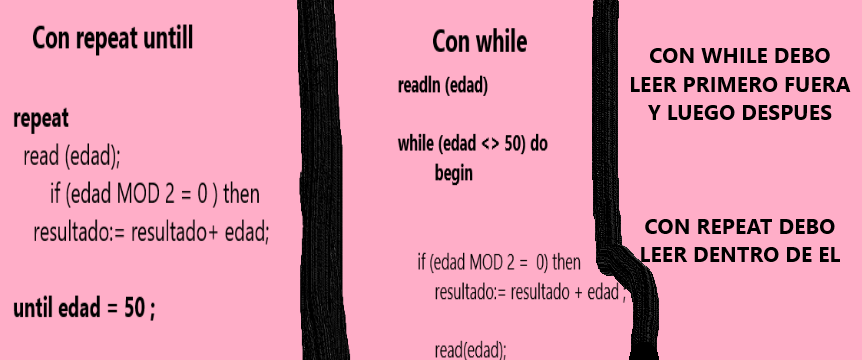 Con repeat untill
repeat
read (edad);
if (edad MOD 2 = 0 ) then
resultado:= resultado+ edad;
until edad = 50 ;
Con while
readln (edad)
while (edad <> 50) do
begin
if (edad MOD 2 = 0) then
resultado:= resultado + edad ;
read(edad);
CON WHILE DEBO
LEER PRIMERO FUERA
Y LUEGO DESPUES
CON REPEAT DEBO
LEER DENTRO DE EL